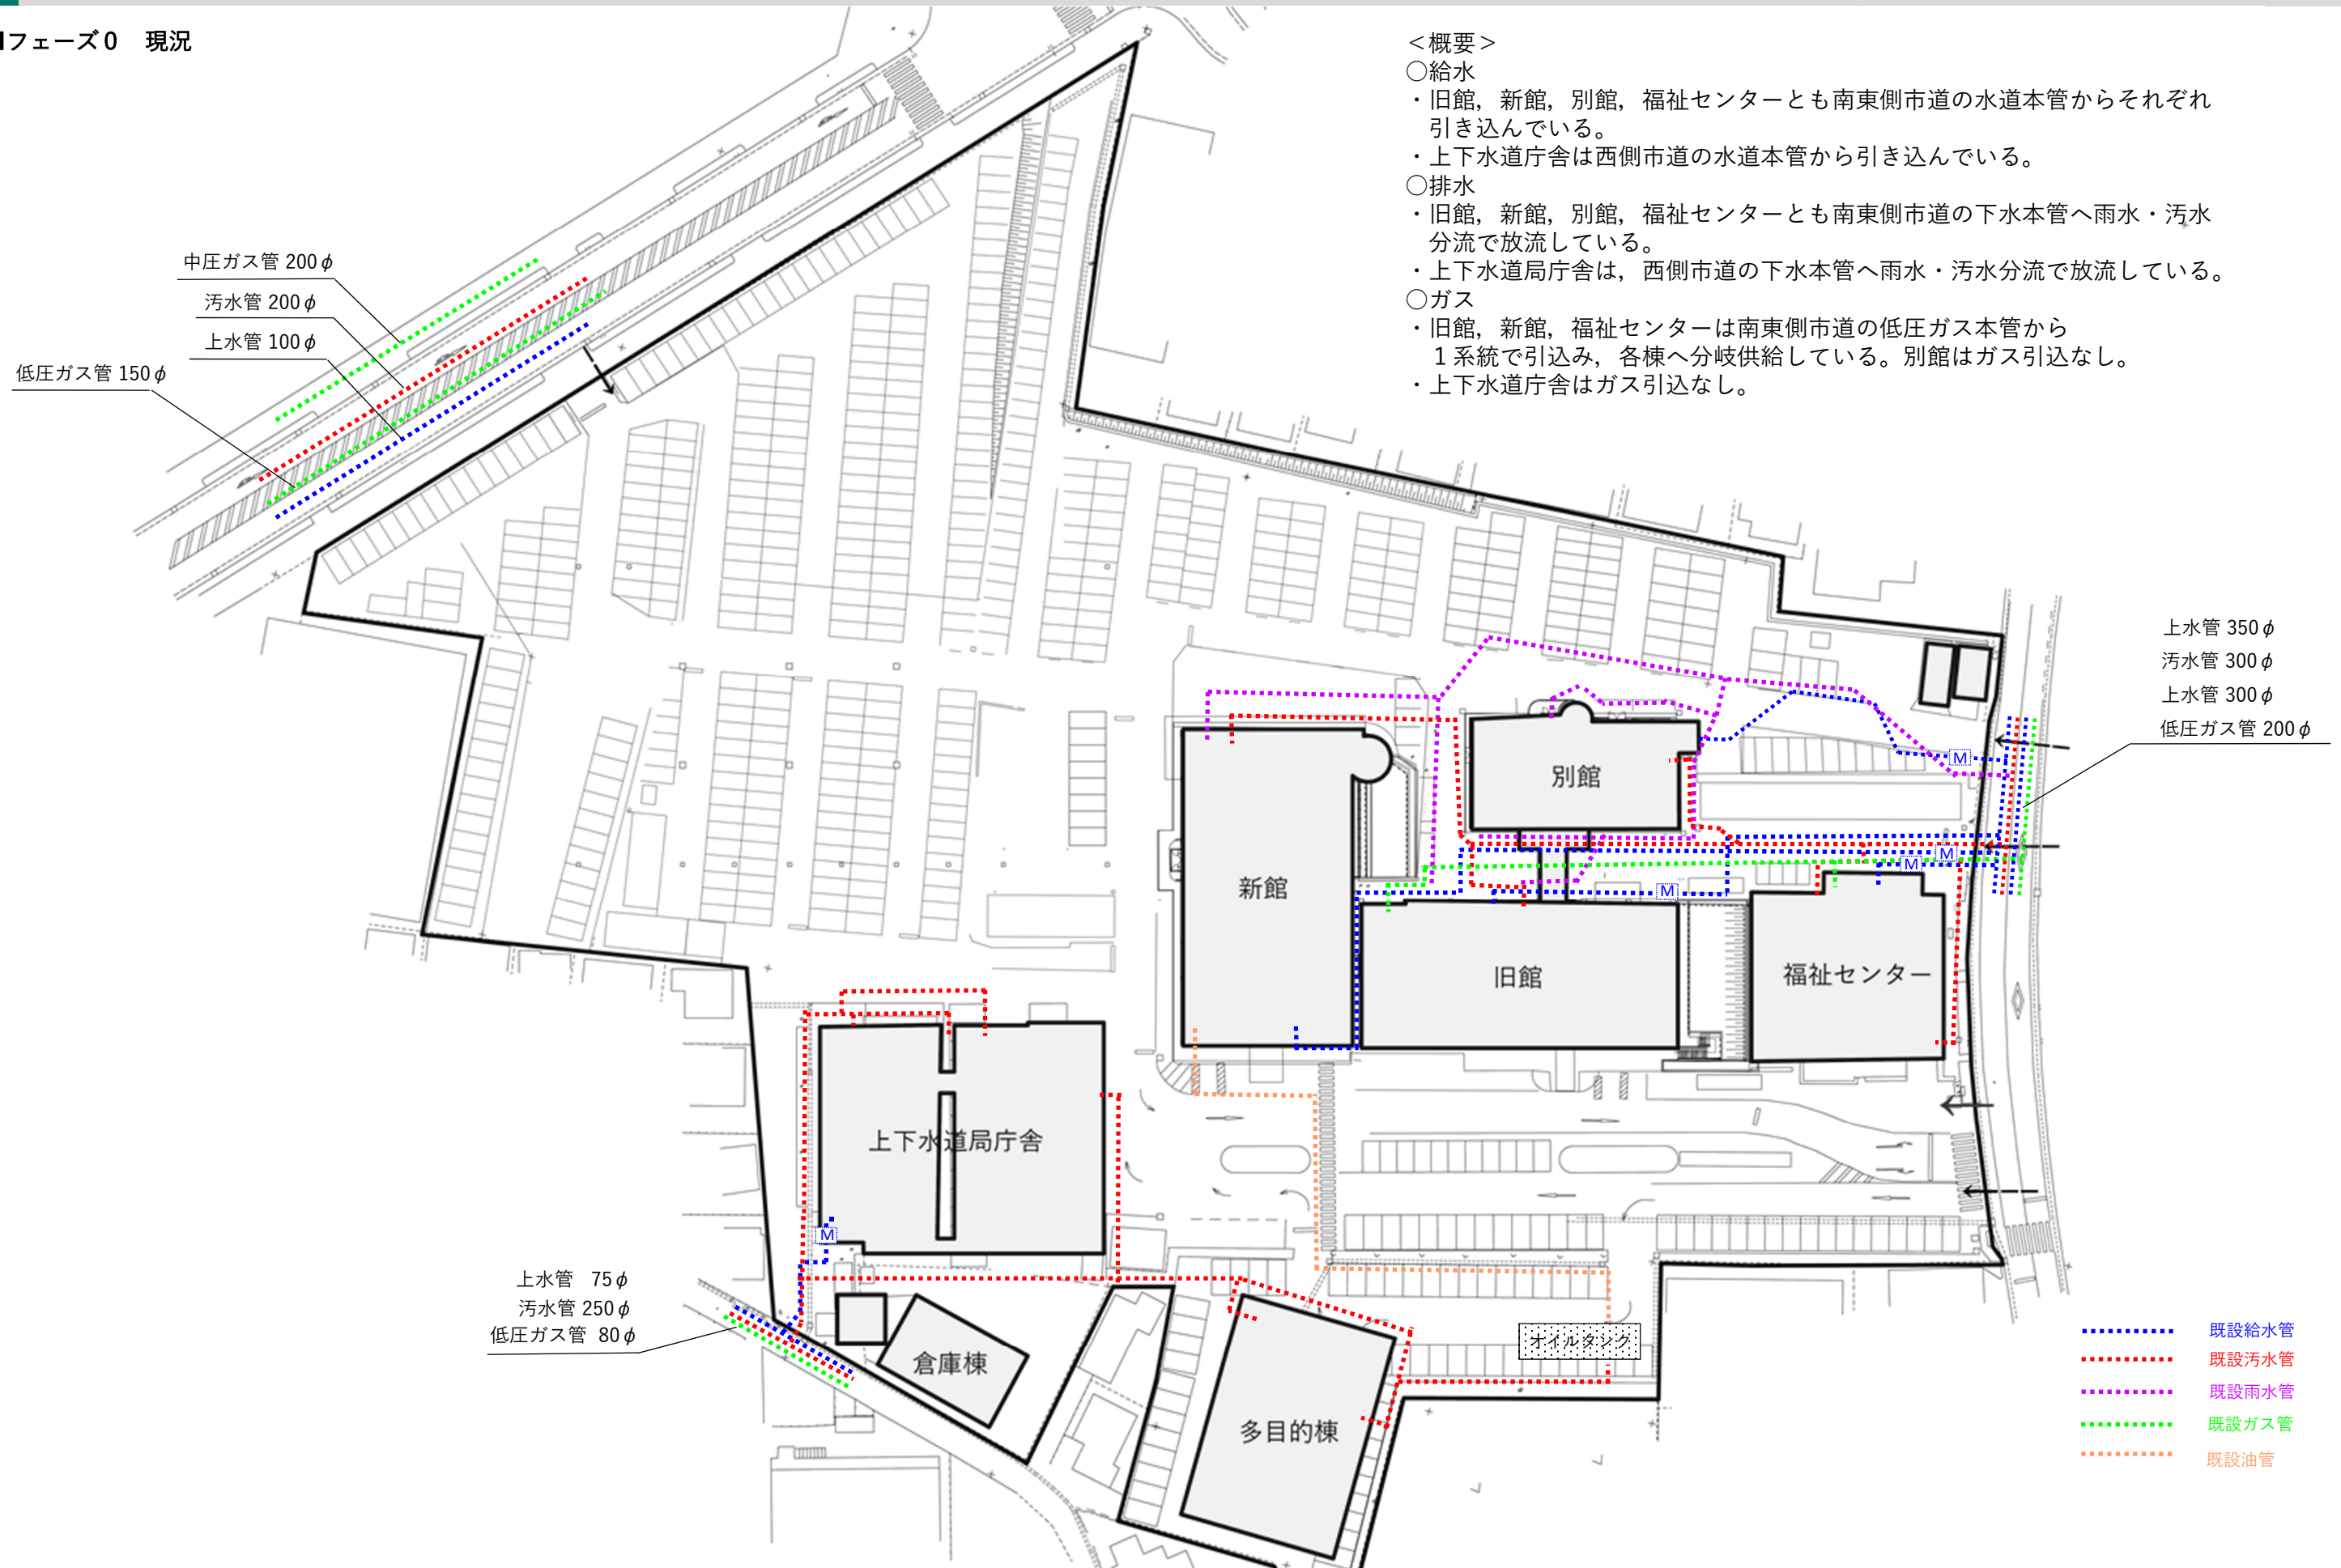 フェーズ0　現況
＜概要＞
○給水
・旧館，新館，別館，福祉センターとも南東側市道の水道本管からそれぞれ
引き込んでいる。
・上下水道庁舎は西側市道の水道本管から引き込んでいる。
○排水
・旧館，新館，別館，福祉センターとも南東側市道の下水本管へ雨水・汚水
分流で放流している。
・上下水道局庁舎は，西側市道の下水本管へ雨水・汚水分流で放流している。
○ガス
・旧館，新館，福祉センターは南東側市道の低圧ガス本管から
１系統で引込み，各棟へ分岐供給している。別館はガス引込なし。
・上下水道庁舎はガス引込なし。
中圧ガス管 200φ
汚水管 200φ
上水管 100φ
低圧ガス管 150φ
上水管 350φ
汚水管 300φ
上水管 300φ
低圧ガス管 200φ
M
別館
M
M
M
新館
旧館
福祉センター
上下水道局庁舎
M
上水管　75φ
汚水管 250φ
低圧ガス管 80φ
倉庫棟
オイルタンク
多目的棟
既設給水管
既設汚水管
既設雨水管
既設ガス管
既設油管